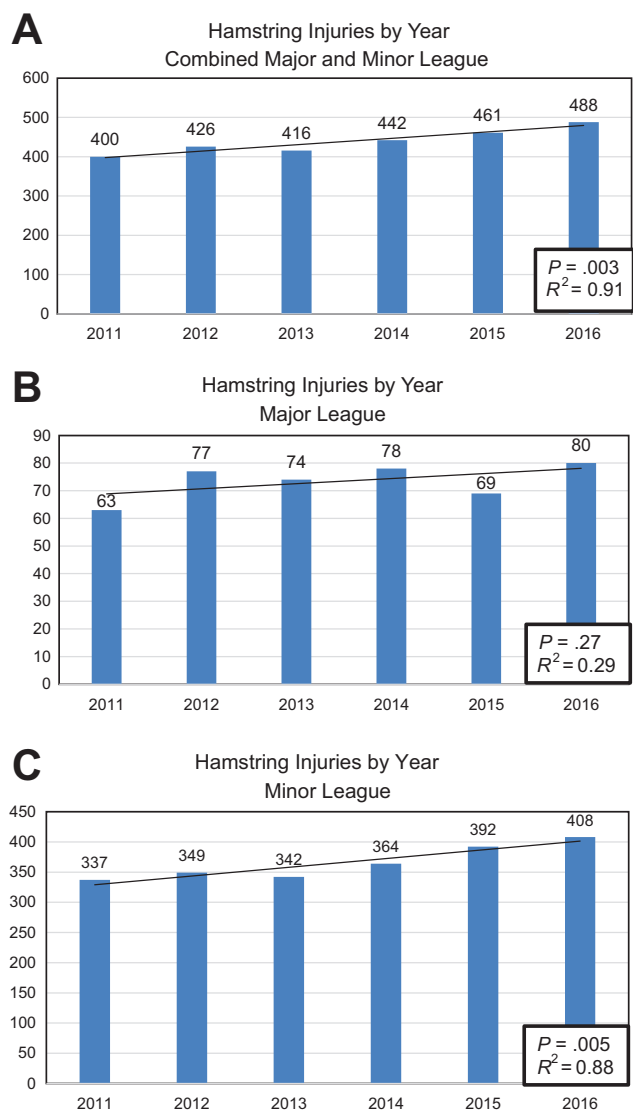 A
Hamstring Injuries by Year
Combined Major and Minor League
600
500
400
300
200
100
0
400
426
416
442
461
488
P = .003
R² = 0.91
2011 2012 2013 2014 2015 2016
B
Hamstring Injuries by Year
Major League
90
80
70
60
50
40
30
20
10
0
63
77
74
78
69
80
P = .27
R² = 0.29
2011 2012 2013 2014 2015 2016
C
Hamstring Injuries by Year
Minor League
450
400
350
300
250
200
150
100
50
0
337
349
342
364
392
408
P = .005
R² = 0.88
2011 2012 2013 2014 2015 2016